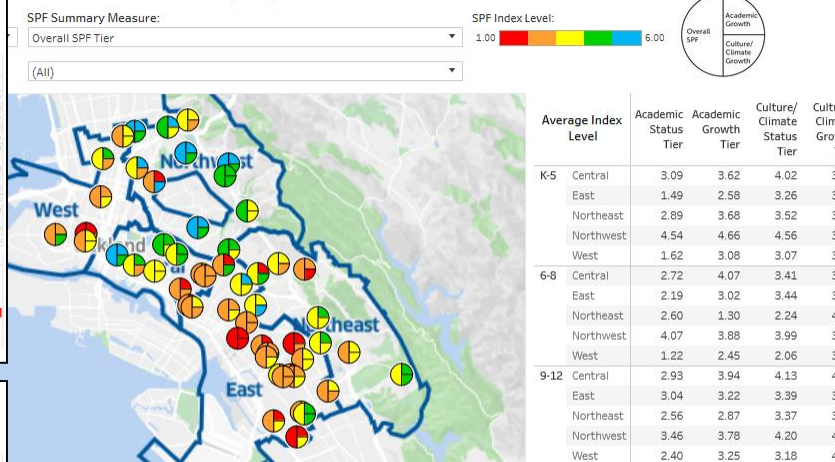 SPF Summary Measure:
Overall SPF Tier
(All)
SPF Index Level:
1.00
6.00
Overall SPF
Academic Growth
Culture/ Climate Growth
Northwest
West
East
Average Index Level
Academic Status Tier
Academic Growth Tier
Culture/ Climate Status Tier
K-5 Central 3.09 3.62 4.02
East 1.49 2.58 3.26
Northeast 2.89 3.68 3.52
Northwest 4.54 4.66 4.56
West 1.62 3.08 3.07
6-8 Central 2.72 4.07 3.41
East 2.19 3.02 3.44
Northeast 2.60 1.30 2.24
Northwest 4.07 3.88 3.99
West 1.22 2.45 2.06
9-12 Central 2.93 3.94 4.13
East 3.04 3.22 3.39
Northeast 2.56 2.87 3.37
Northwest 3.46 3.78 4.20
West 2.40 3.25 3.18